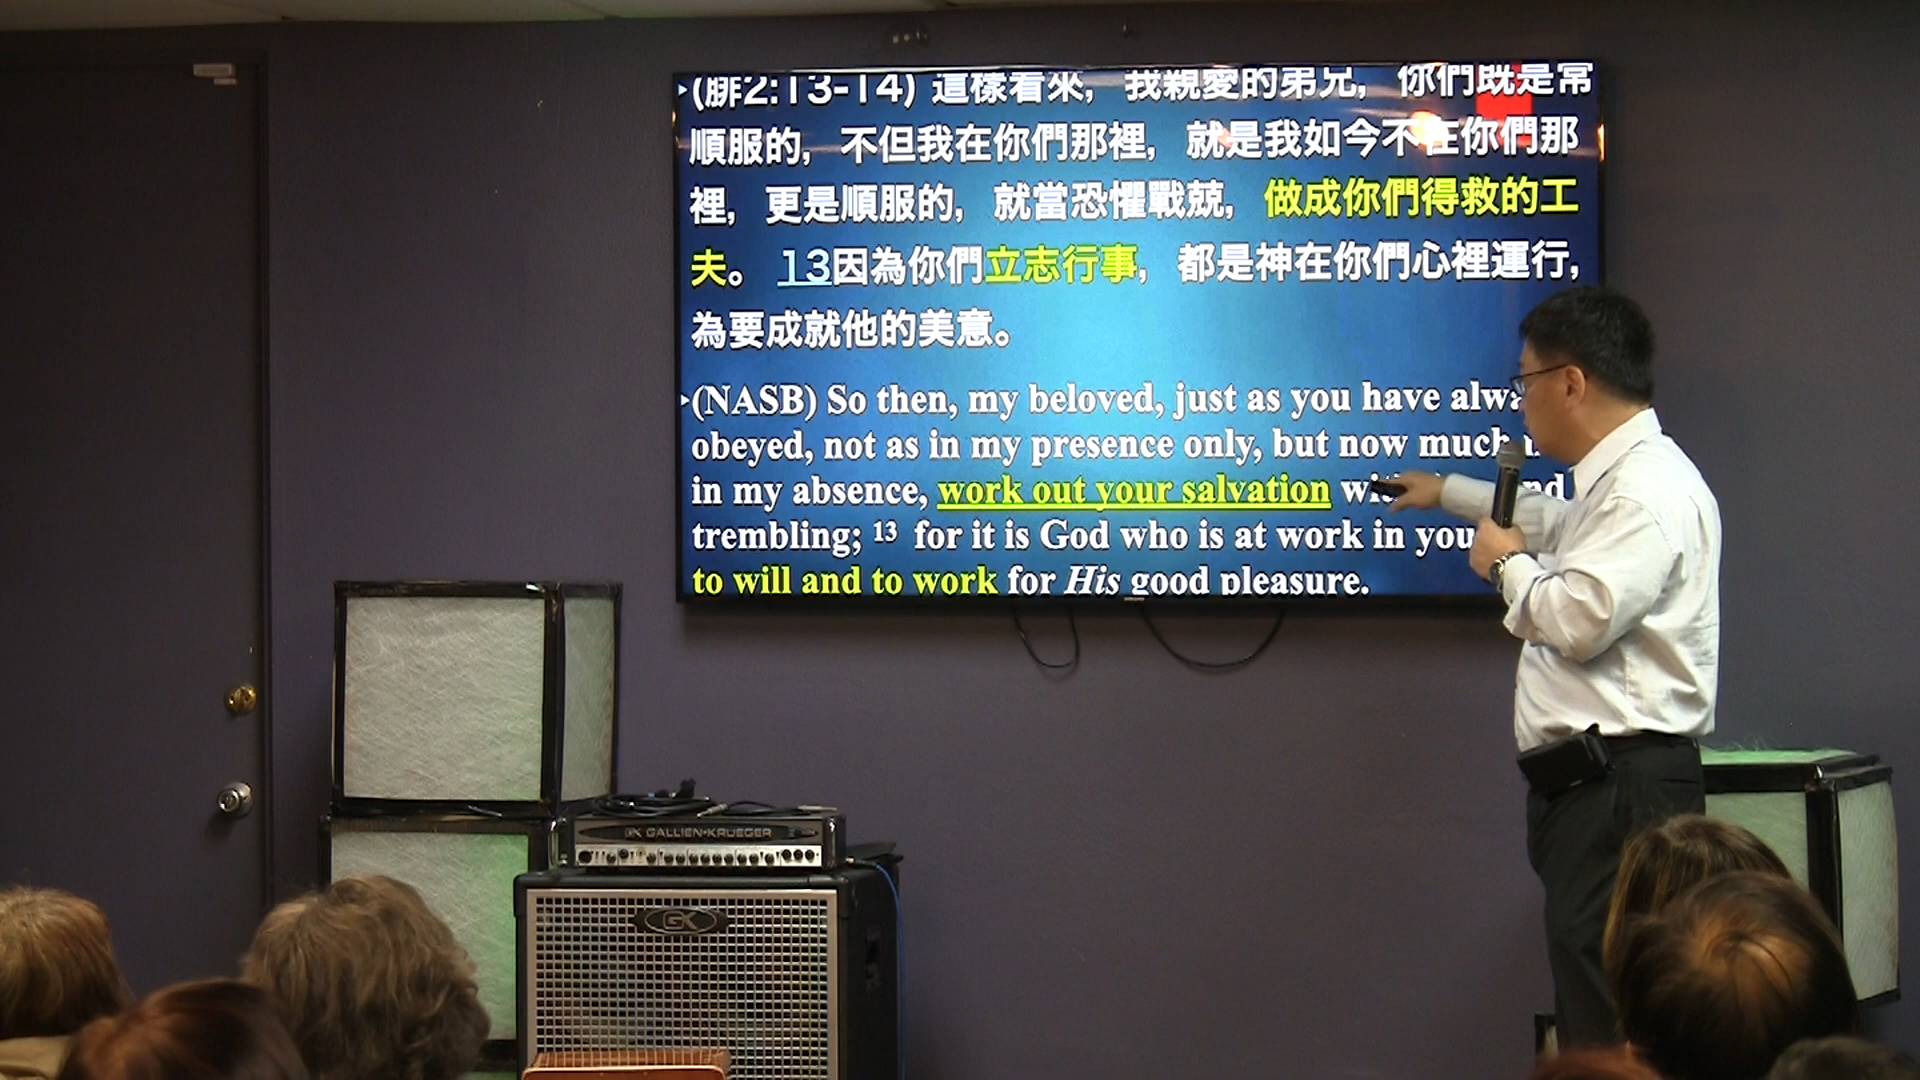 (腓2:13-14) 這樣看來, 我親愛的弟兄, 你們既是常
順服的, 不但我在你們那裡, 就是我如今不在你們那
裡, 更是順服的, 就當恐懼戰兢, 做成你們得救的工
夫。 13因為你們立志行事, 都是神在你們心裡運行,
為要成就他的美意。
(NASB) So then, my beloved, just as you have alwa
obeyed, not as in my presence only, but now much
in my absence, work out your salvation with and
trembling; 13 for it is God who is at work in you
to will and to work for His good pleasure.
GK GALLIEN-KRUEGER
GK